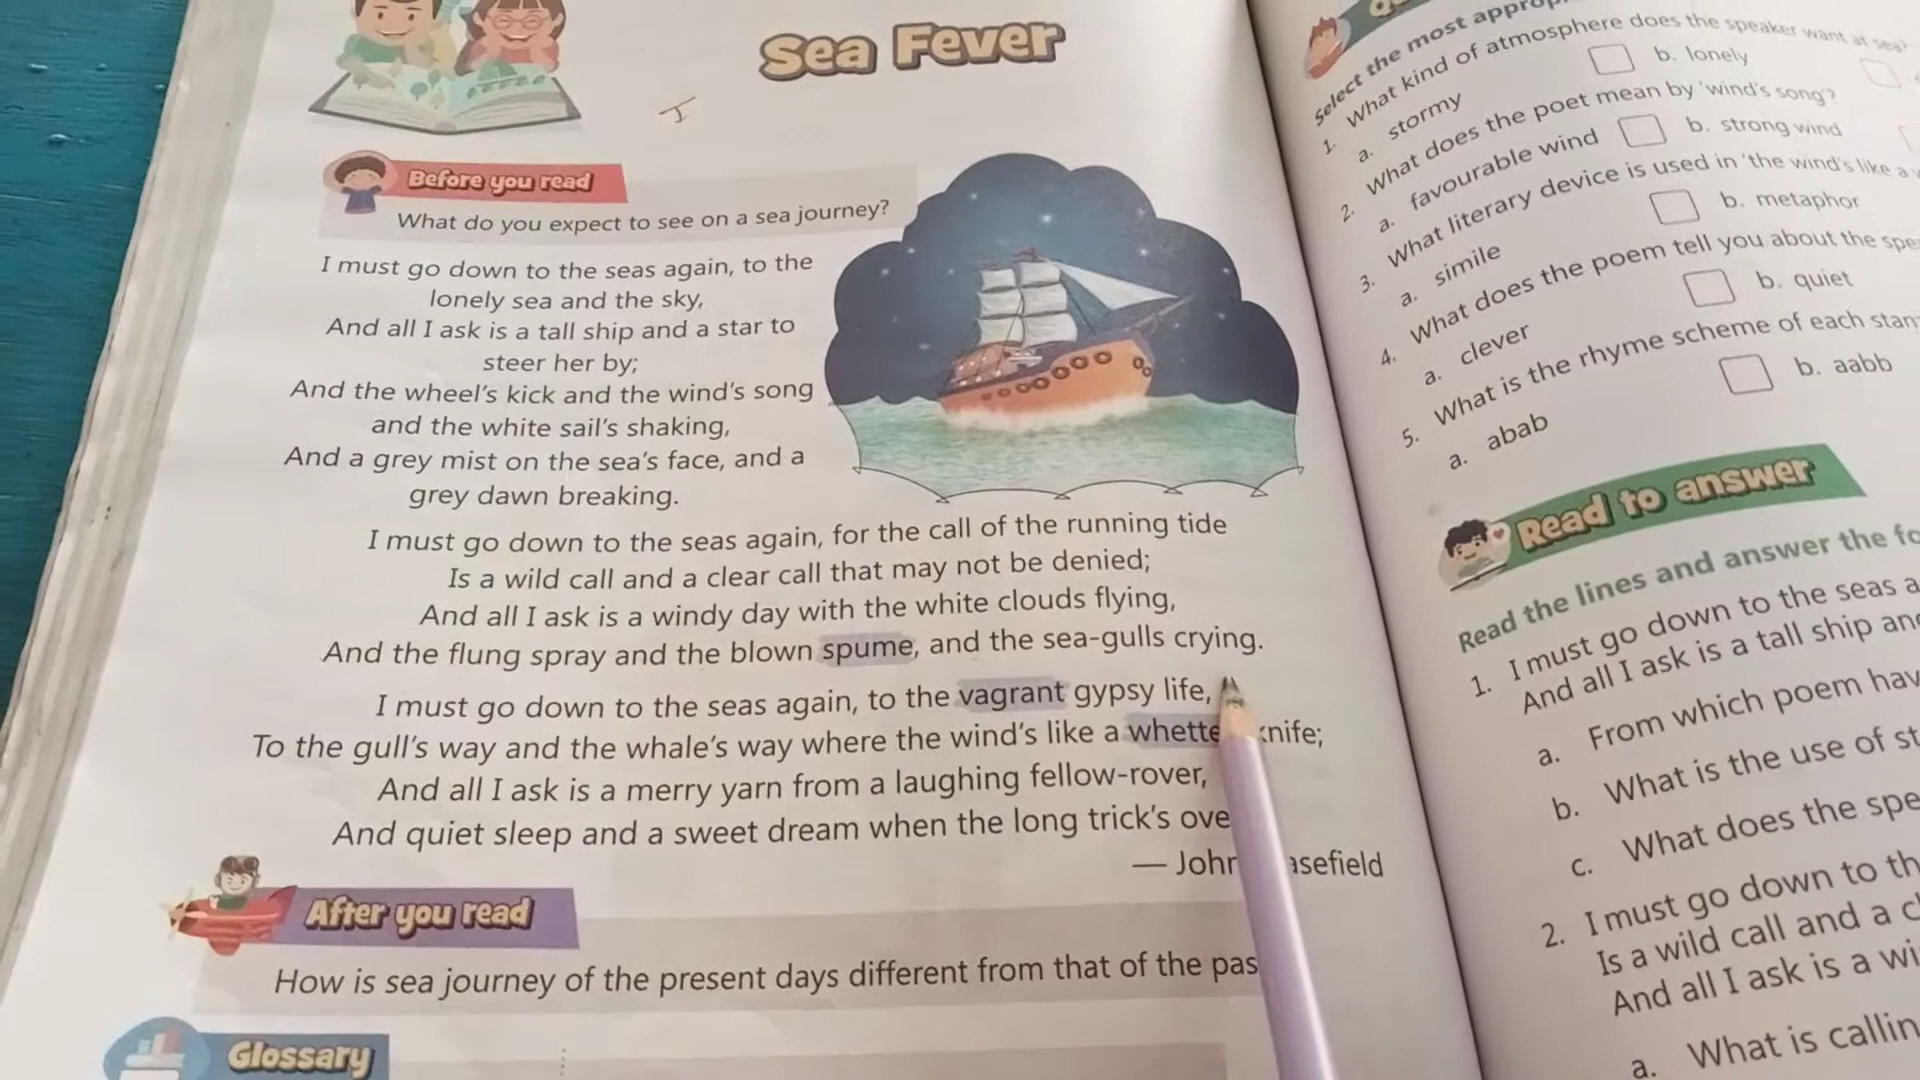 Sea Fever
Before you read
What do you expect to see on a sea journey?
I must go down to the seas again, to the
lonely sea and the sky,
And all I ask is a tall ship and a star to
steer her by;
And the wheel's kick and the wind's song
and the white sail's shaking,
And a grey mist on the sea's face, and a
grey dawn breaking.
I must go down to the seas again, for the call of the running tide
Is a wild call and a clear call that may not be denied;
And all I ask is a windy day with the white clouds flying,
And the flung spray and the blown spume, and the sea-gulls crying.
I must go down to the seas again, to the vagrant gypsy life,
To the gull's way and the whale's way where the wind's like a whette knife;
And all I ask is a merry yarn from a laughing fellow-rover,
And quiet sleep and a sweet dream when the long trick's ove
— John asefield
After you read
How is sea journey of the present days different from that of the pas
Glossary
Select the most appro
1. What kind of atmosphere does the speaker want at sea?
a. stormy b. lonely
2. What does the poet mean by 'wind's song'?
a. favourable wind b. strong wind
3. What literary device is used in 'the wind's like a
a. simile b. metaphor
4. What does the poem tell you about the spe
a. clever b. quiet
5. What is the rhyme scheme of each stan
a. abab b. aabb
Read to answer
Read the lines and answer the fo
1. I must go down to the seas a
And all I ask is a tall ship and
a. From which poem hav
b. What is the use of st
c. What does the spe
2. I must go down to th
Is a wild call and a cl
And all I ask is a wi
a. What is callin